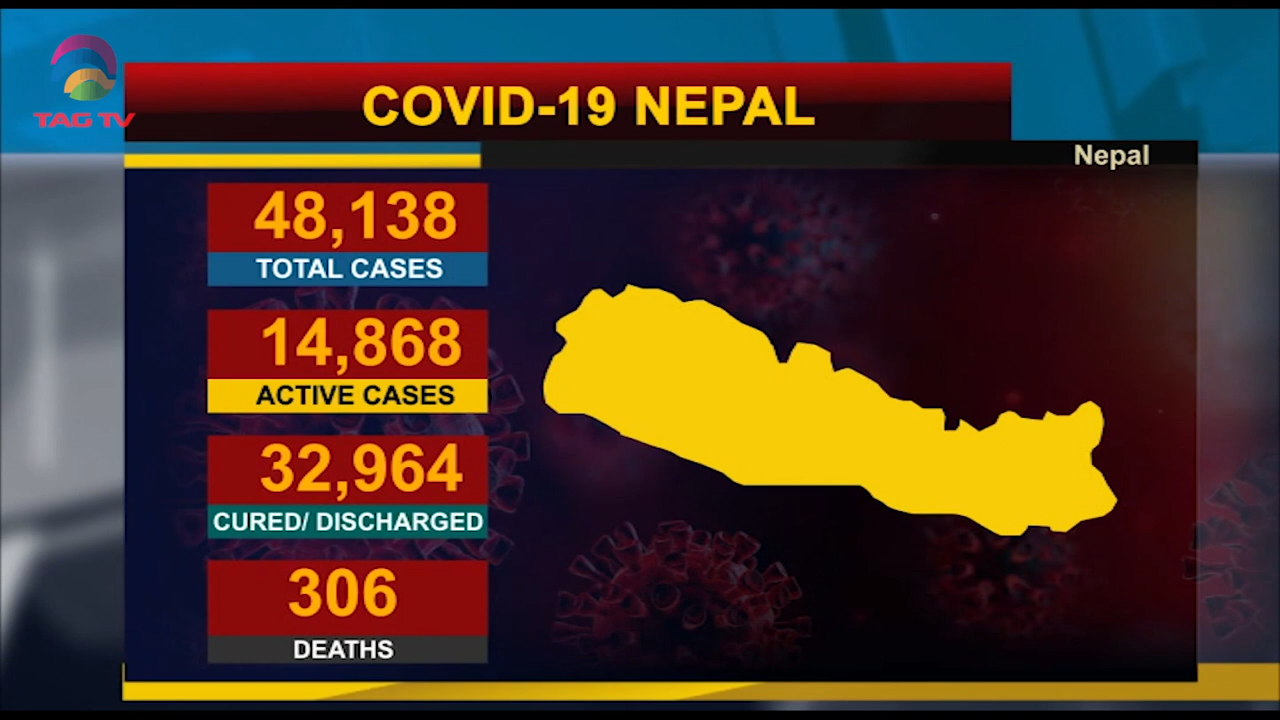 TAG TV
COVID-19 NEPAL
Nepal
48,138
TOTAL CASES
14,868
ACTIVE CASES
32,964
CURED/ DISCHARGED
306
DEATHS